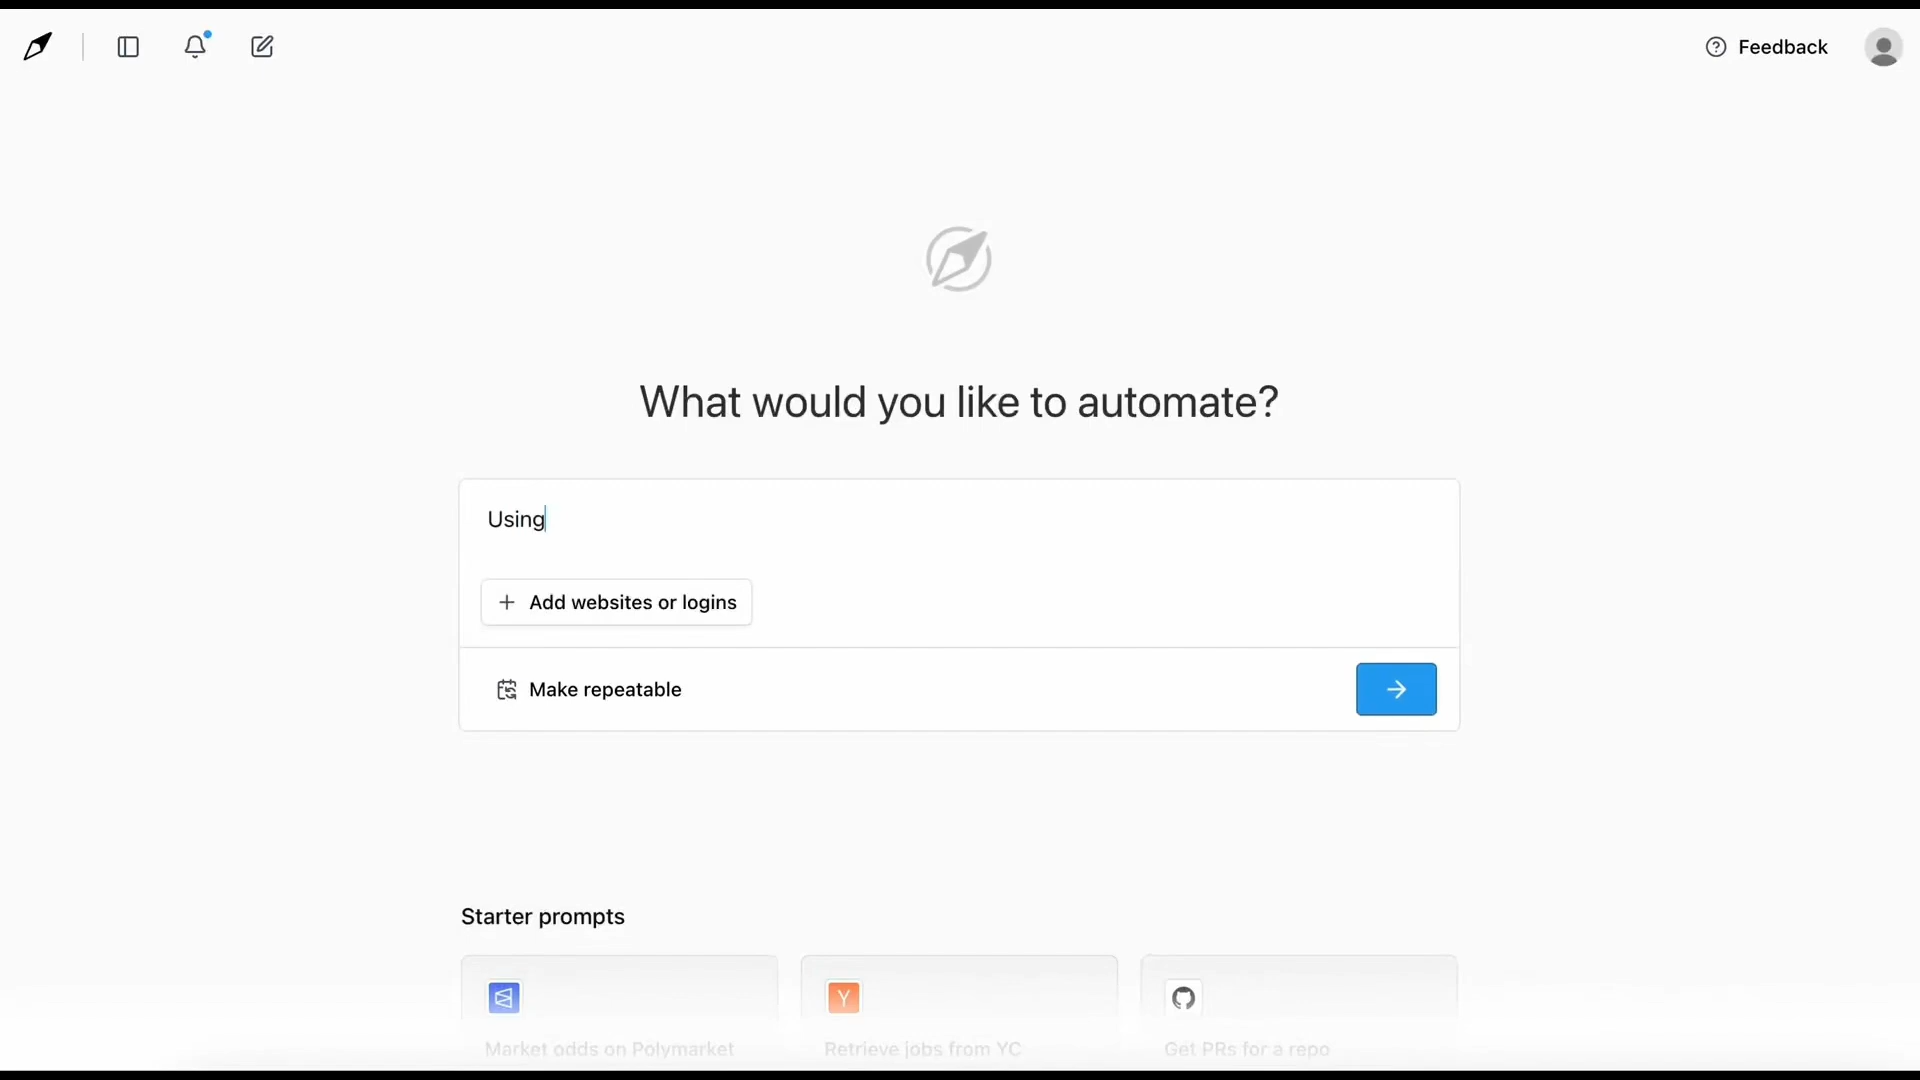 Feedback
What would you like to automate?
Using
Add websites or logins
Make repeatable
Starter prompts
Y
Market odds on Polymarket
Retrieve jobs from YC
Get PRs for a repo